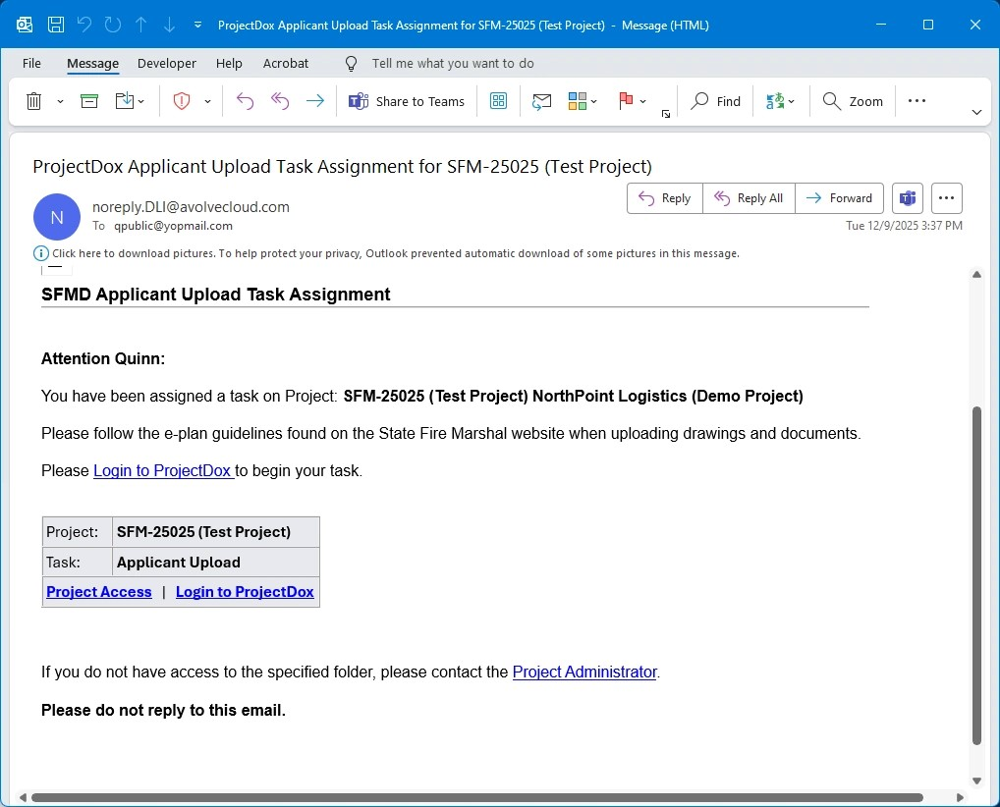 ProjectDox Applicant Upload Task Assignment for SFM-25025 (Test Project) - Message (HTML)
File Message Developer Help Acrobat Tell me what you want to do
Share to Teams Find Zoom
ProjectDox Applicant Upload Task Assignment for SFM-25025 (Test Project)
N
noreply.DLI@avolvecloud.com
To qpublic@yopmail.com
Reply Reply All Forward
Tue 12/9/2025 3:37 PM
Click here to download pictures. To help protect your privacy, Outlook prevented automatic download of some pictures in this message.
SFMD Applicant Upload Task Assignment
Attention Quinn:
You have been assigned a task on Project: SFM-25025 (Test Project) NorthPoint Logistics (Demo Project)
Please follow the e-plan guidelines found on the State Fire Marshal website when uploading drawings and documents.
Please Login to ProjectDox to begin your task.
Project: SFM-25025 (Test Project)
Task: Applicant Upload
Project Access | Login to ProjectDox
If you do not have access to the specified folder, please contact the Project Administrator.
Please do not reply to this email.